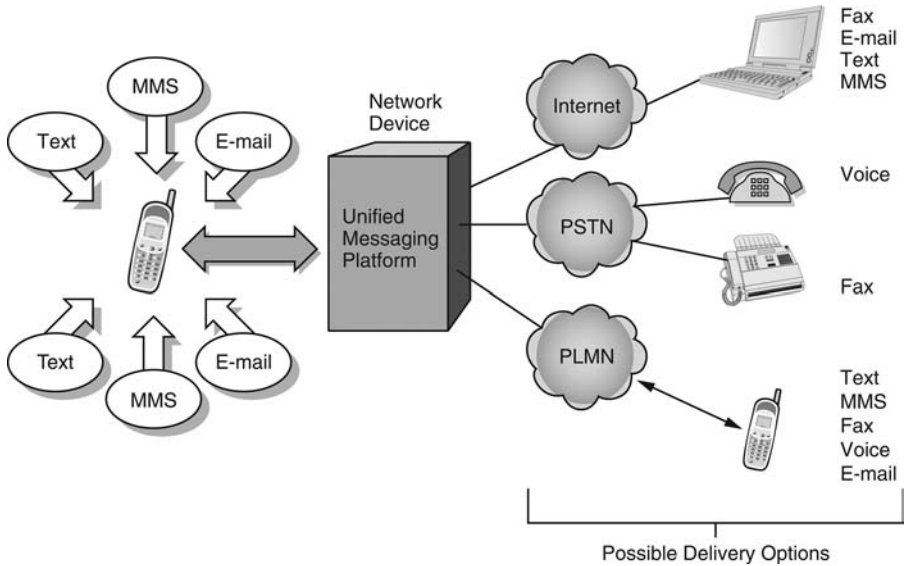 MMS
Text
E-mail
Text
MMS
E-mail
Network
Device
Unified
Messaging
Platform
Internet
PSTN
PLMN
Fax
E-mail
Text
MMS
Voice
Fax
Text
MMS
Fax
Voice
E-mail
Possible Delivery Options